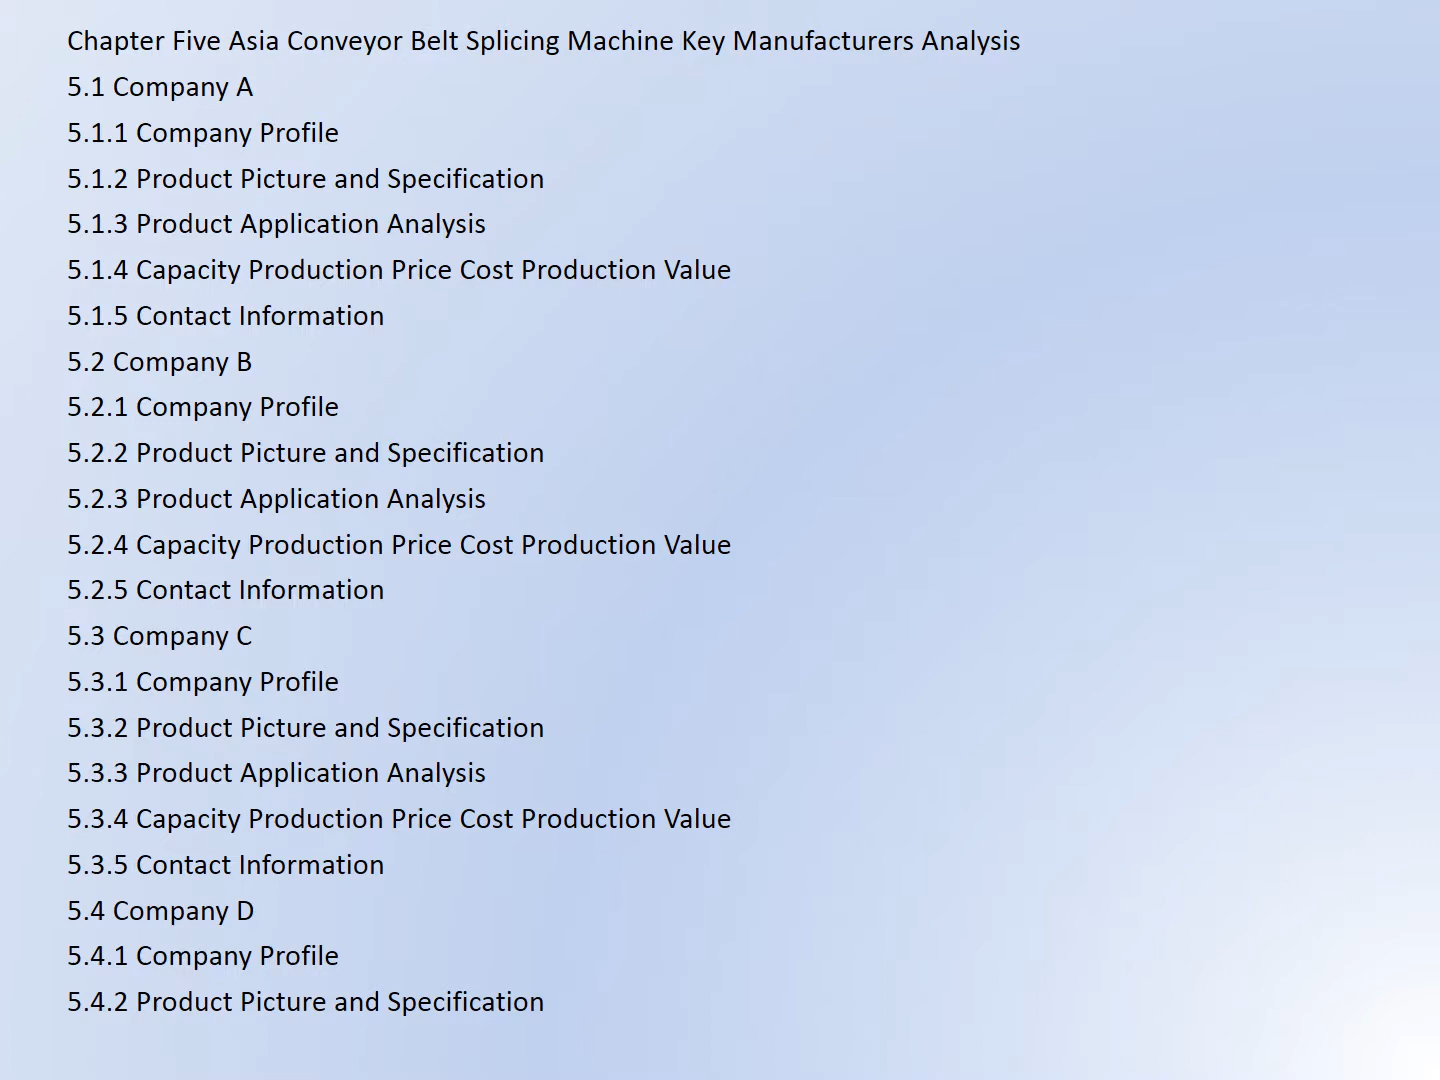 Chapter Five Asia Conveyor Belt Splicing Machine Key Manufacturers Analysis
5.1 Company A
5.1.1 Company Profile
5.1.2 Product Picture and Specification
5.1.3 Product Application Analysis
5.1.4 Capacity Production Price Cost Production Value
5.1.5 Contact Information
5.2 Company B
5.2.1 Company Profile
5.2.2 Product Picture and Specification
5.2.3 Product Application Analysis
5.2.4 Capacity Production Price Cost Production Value
5.2.5 Contact Information
5.3 Company C
5.3.1 Company Profile
5.3.2 Product Picture and Specification
5.3.3 Product Application Analysis
5.3.4 Capacity Production Price Cost Production Value
5.3.5 Contact Information
5.4 Company D
5.4.1 Company Profile
5.4.2 Product Picture and Specification